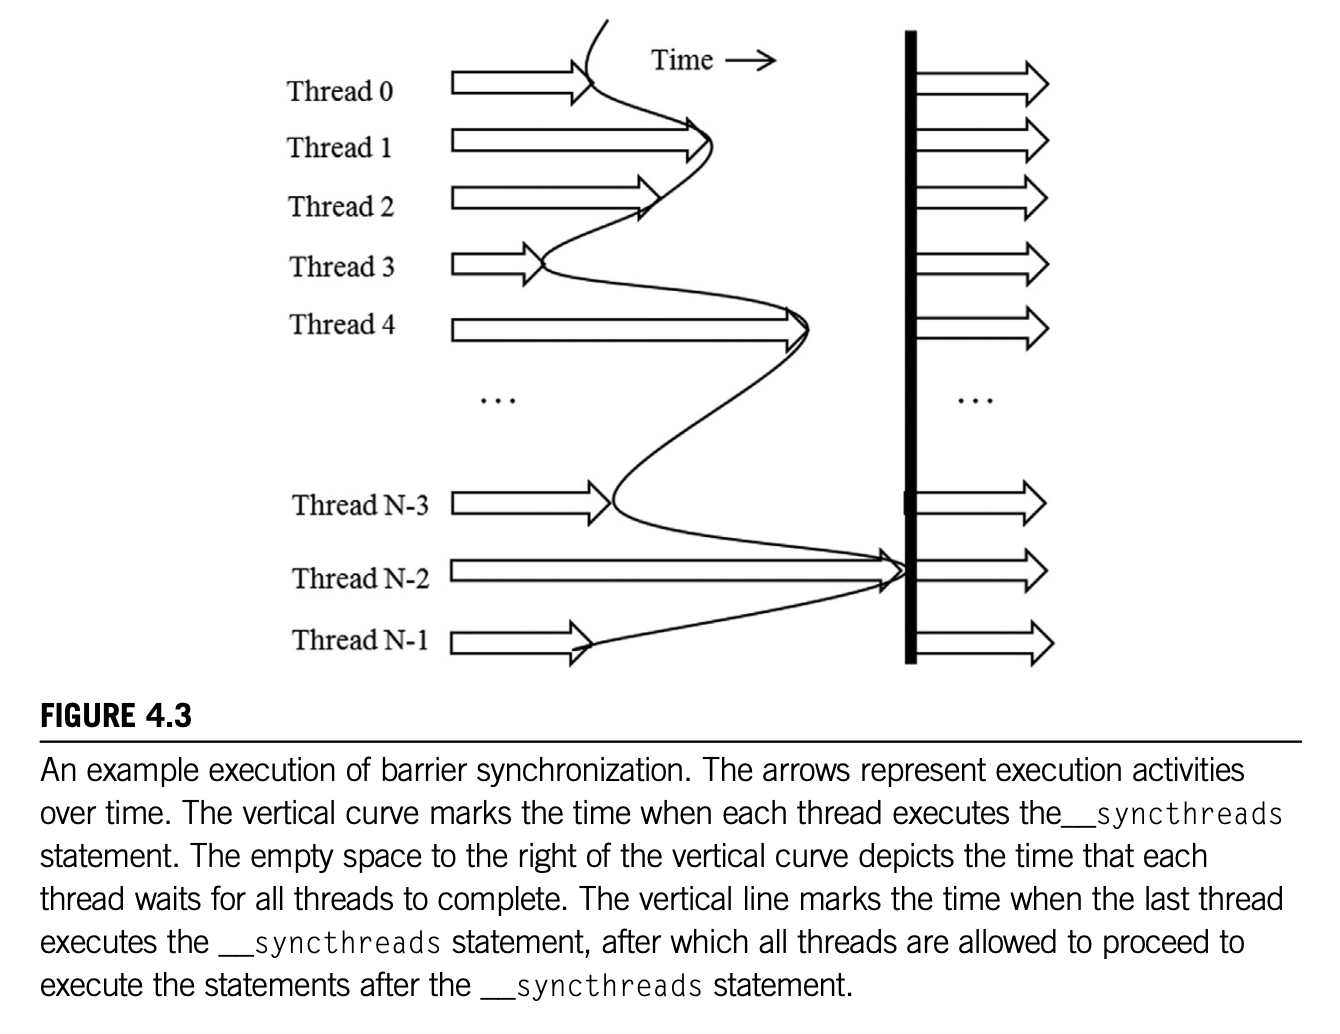 Time →
Thread 0
Thread 1
Thread 2
Thread 3
Thread 4
... ...
Thread N-3
Thread N-2
Thread N-1
FIGURE 4.3
An example execution of barrier synchronization. The arrows represent execution activities
over time. The vertical curve marks the time when each thread executes the__syncthreads
statement. The empty space to the right of the vertical curve depicts the time that each
thread waits for all threads to complete. The vertical line marks the time when the last thread
executes the __syncthreads statement, after which all threads are allowed to proceed to
execute the statements after the __syncthreads statement.